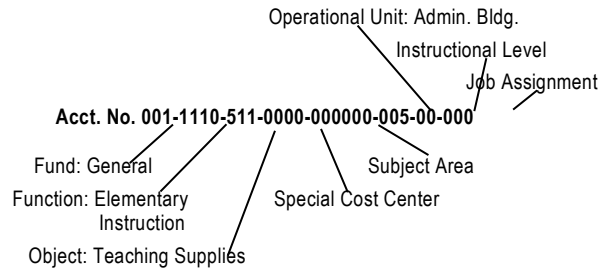 Operational Unit: Admin. Bldg.
Instructional Level
Job Assignment
Acct. No. 001-1110-511-0000-000000-005-00-000
Fund: General
Subject Area
Function: Elementary
Special Cost Center
Instruction
Object: Teaching Supplies